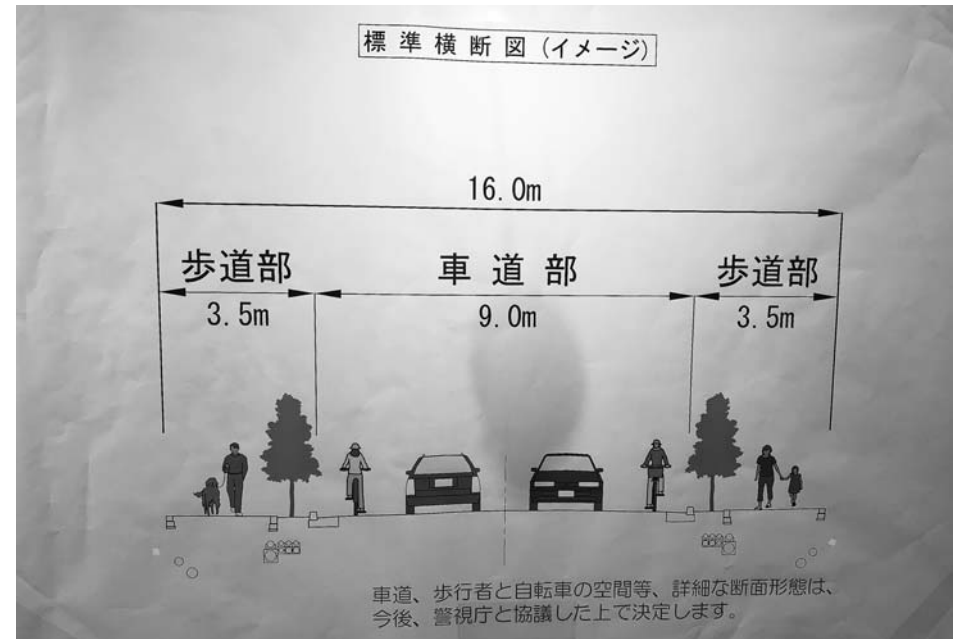 標準横断図(イメージ)
16.0m
歩道部 車道部 歩道部
3.5m 9.0m 3.5m
車道、歩行者と自転車の空間等、詳細な断面形態は、
今後、警視庁と協議した上で決定します。